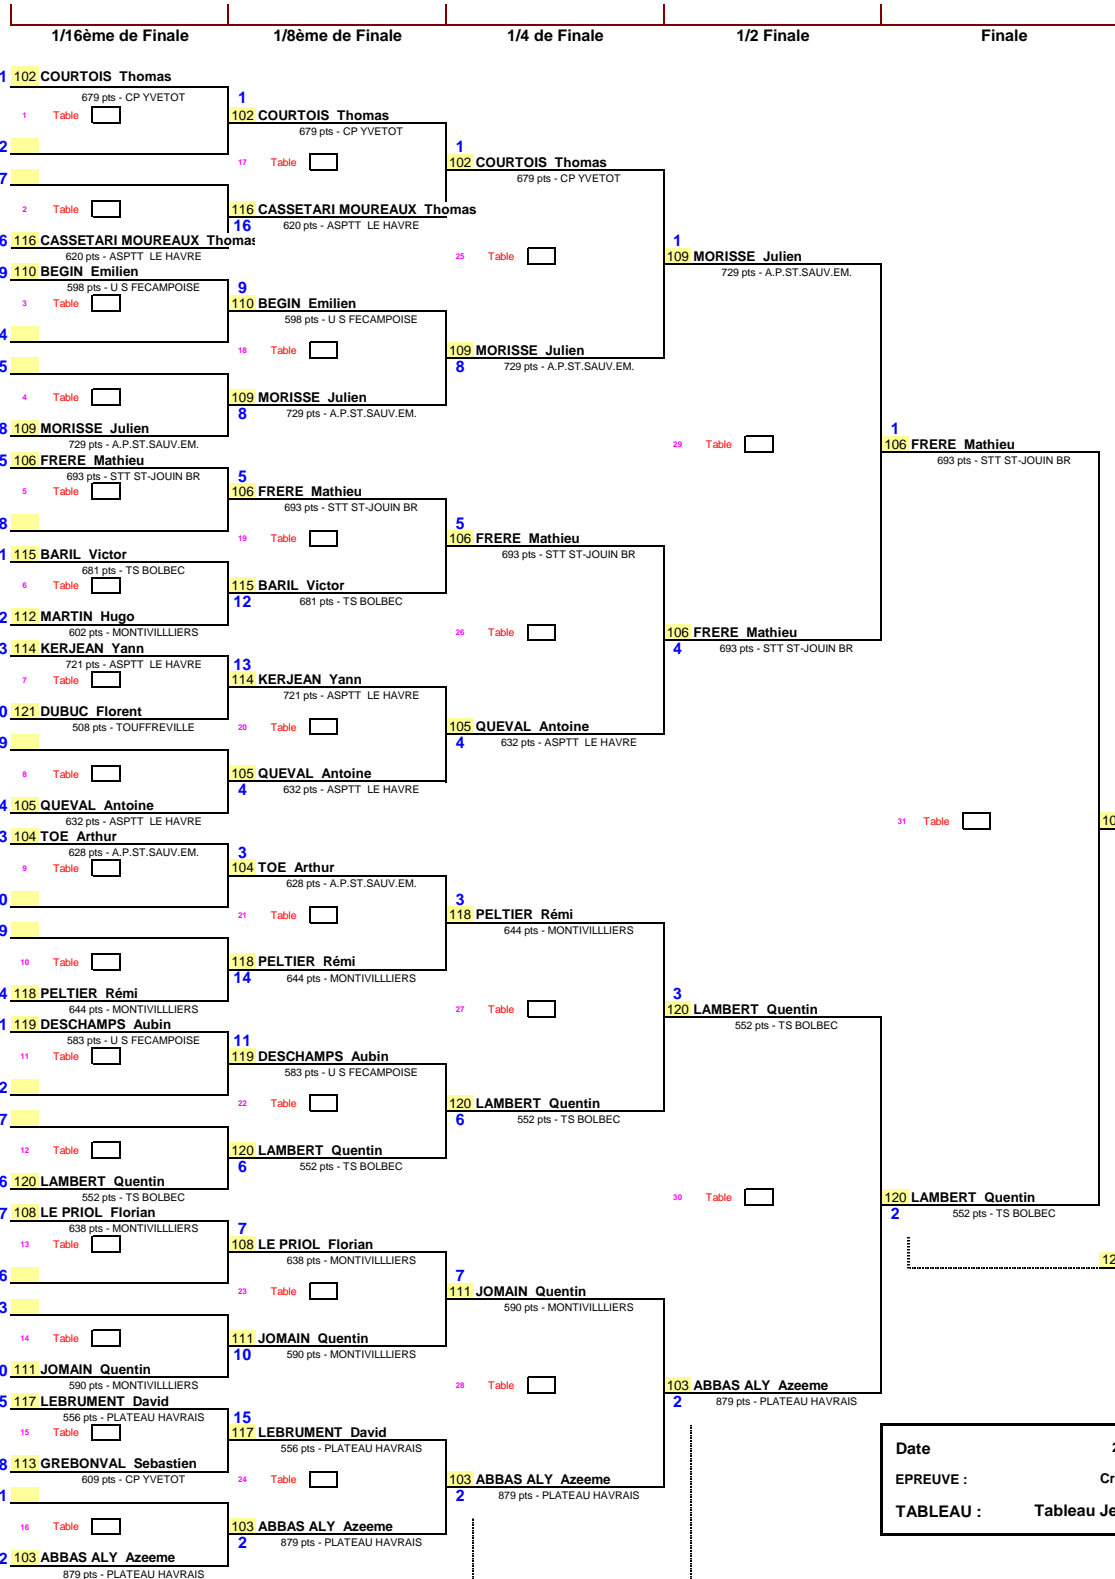 1/16ème de Finale 1/8ème de Finale 1/4 de Finale 1/2 Finale Finale
1 102 COURTOIS Thomas
679 pts - CP YVETOT
1 Table
2
7
2 Table
6 116 CASSETARI MOUREAUX Thomas
620 pts - ASPTT LE HAVRE
9 110 BEGIN Emilien
598 pts - U S FECAMPOISE
3 Table
4
5
4 Table
8 109 MORISSE Julien
729 pts - A.P.ST.SAUV.EM.
5 106 FRERE Mathieu
693 pts - STT ST-JOUIN BR
5 Table
8
1 115 BARIL Victor
681 pts - TS BOLBEC
6 Table
2 112 MARTIN Hugo
602 pts - MONTIVILLLIERS
3 114 KERJEAN Yann
721 pts - ASPTT LE HAVRE
7 Table
0 121 DUBUC Florent
508 pts - TOUFFREVILLE
9
8 Table
4 105 QUEVAL Antoine
632 pts - ASPTT LE HAVRE
3 104 TOE Arthur
628 pts - A.P.ST.SAUV.EM.
9 Table
0
9
10 Table
4 118 PELTIER Rémi
644 pts - MONTIVILLLIERS
1 119 DESCHAMPS Aubin
583 pts - U S FECAMPOISE
11 Table
2
7
12 Table
6 120 LAMBERT Quentin
552 pts - TS BOLBEC
7 108 LE PRIOL Florian
638 pts - MONTIVILLLIERS
13 Table
6
3
14 Table
0 111 JOMAIN Quentin
590 pts - MONTIVILLLIERS
5 117 LEBRUMENT David
556 pts - PLATEAU HAVRAIS
15 Table
8 113 GREBONVAL Sebastien
609 pts - CP YVETOT
1
16 Table
2 103 ABBAS ALY Azeeme
879 pts - PLATEAU HAVRAIS
1
102 COURTOIS Thomas
679 pts - CP YVETOT
17 Table
116 CASSETARI MOUREAUX Thomas
16 620 pts - ASPTT LE HAVRE
9
110 BEGIN Emilien
598 pts - U S FECAMPOISE
18 Table
109 MORISSE Julien
8 729 pts - A.P.ST.SAUV.EM.
5
106 FRERE Mathieu
693 pts - STT ST-JOUIN BR
19 Table
115 BARIL Victor
12 681 pts - TS BOLBEC
13
114 KERJEAN Yann
721 pts - ASPTT LE HAVRE
20 Table
105 QUEVAL Antoine
4 632 pts - ASPTT LE HAVRE
3
104 TOE Arthur
628 pts - A.P.ST.SAUV.EM.
21 Table
118 PELTIER Rémi
14 644 pts - MONTIVILLLIERS
11
119 DESCHAMPS Aubin
583 pts - U S FECAMPOISE
22 Table
120 LAMBERT Quentin
6 552 pts - TS BOLBEC
7
108 LE PRIOL Florian
638 pts - MONTIVILLLIERS
23 Table
111 JOMAIN Quentin
10 590 pts - MONTIVILLLIERS
15
117 LEBRUMENT David
556 pts - PLATEAU HAVRAIS
24 Table
103 ABBAS ALY Azeeme
2 879 pts - PLATEAU HAVRAIS
1
102 COURTOIS Thomas
679 pts - CP YVETOT
25 Table
109 MORISSE Julien
8 729 pts - A.P.ST.SAUV.EM.
5
106 FRERE Mathieu
693 pts - STT ST-JOUIN BR
26 Table
105 QUEVAL Antoine
4 632 pts - ASPTT LE HAVRE
3
118 PELTIER Rémi
644 pts - MONTIVILLLIERS
27 Table
120 LAMBERT Quentin
6 552 pts - TS BOLBEC
7
111 JOMAIN Quentin
590 pts - MONTIVILLLIERS
28 Table
103 ABBAS ALY Azeeme
2 879 pts - PLATEAU HAVRAIS
1
109 MORISSE Julien
729 pts - A.P.ST.SAUV.EM.
29 Table
106 FRERE Mathieu
4 693 pts - STT ST-JOUIN BR
3
120 LAMBERT Quentin
552 pts - TS BOLBEC
30 Table
103 ABBAS ALY Azeeme
2 879 pts - PLATEAU HAVRAIS
1
106 FRERE Mathieu
693 pts - STT ST-JOUIN BR
31 Table
10
120 LAMBERT Quentin
2 552 pts - TS BOLBEC
12
Date 2
EPREUVE : Cr
TABLEAU : Tableau Je